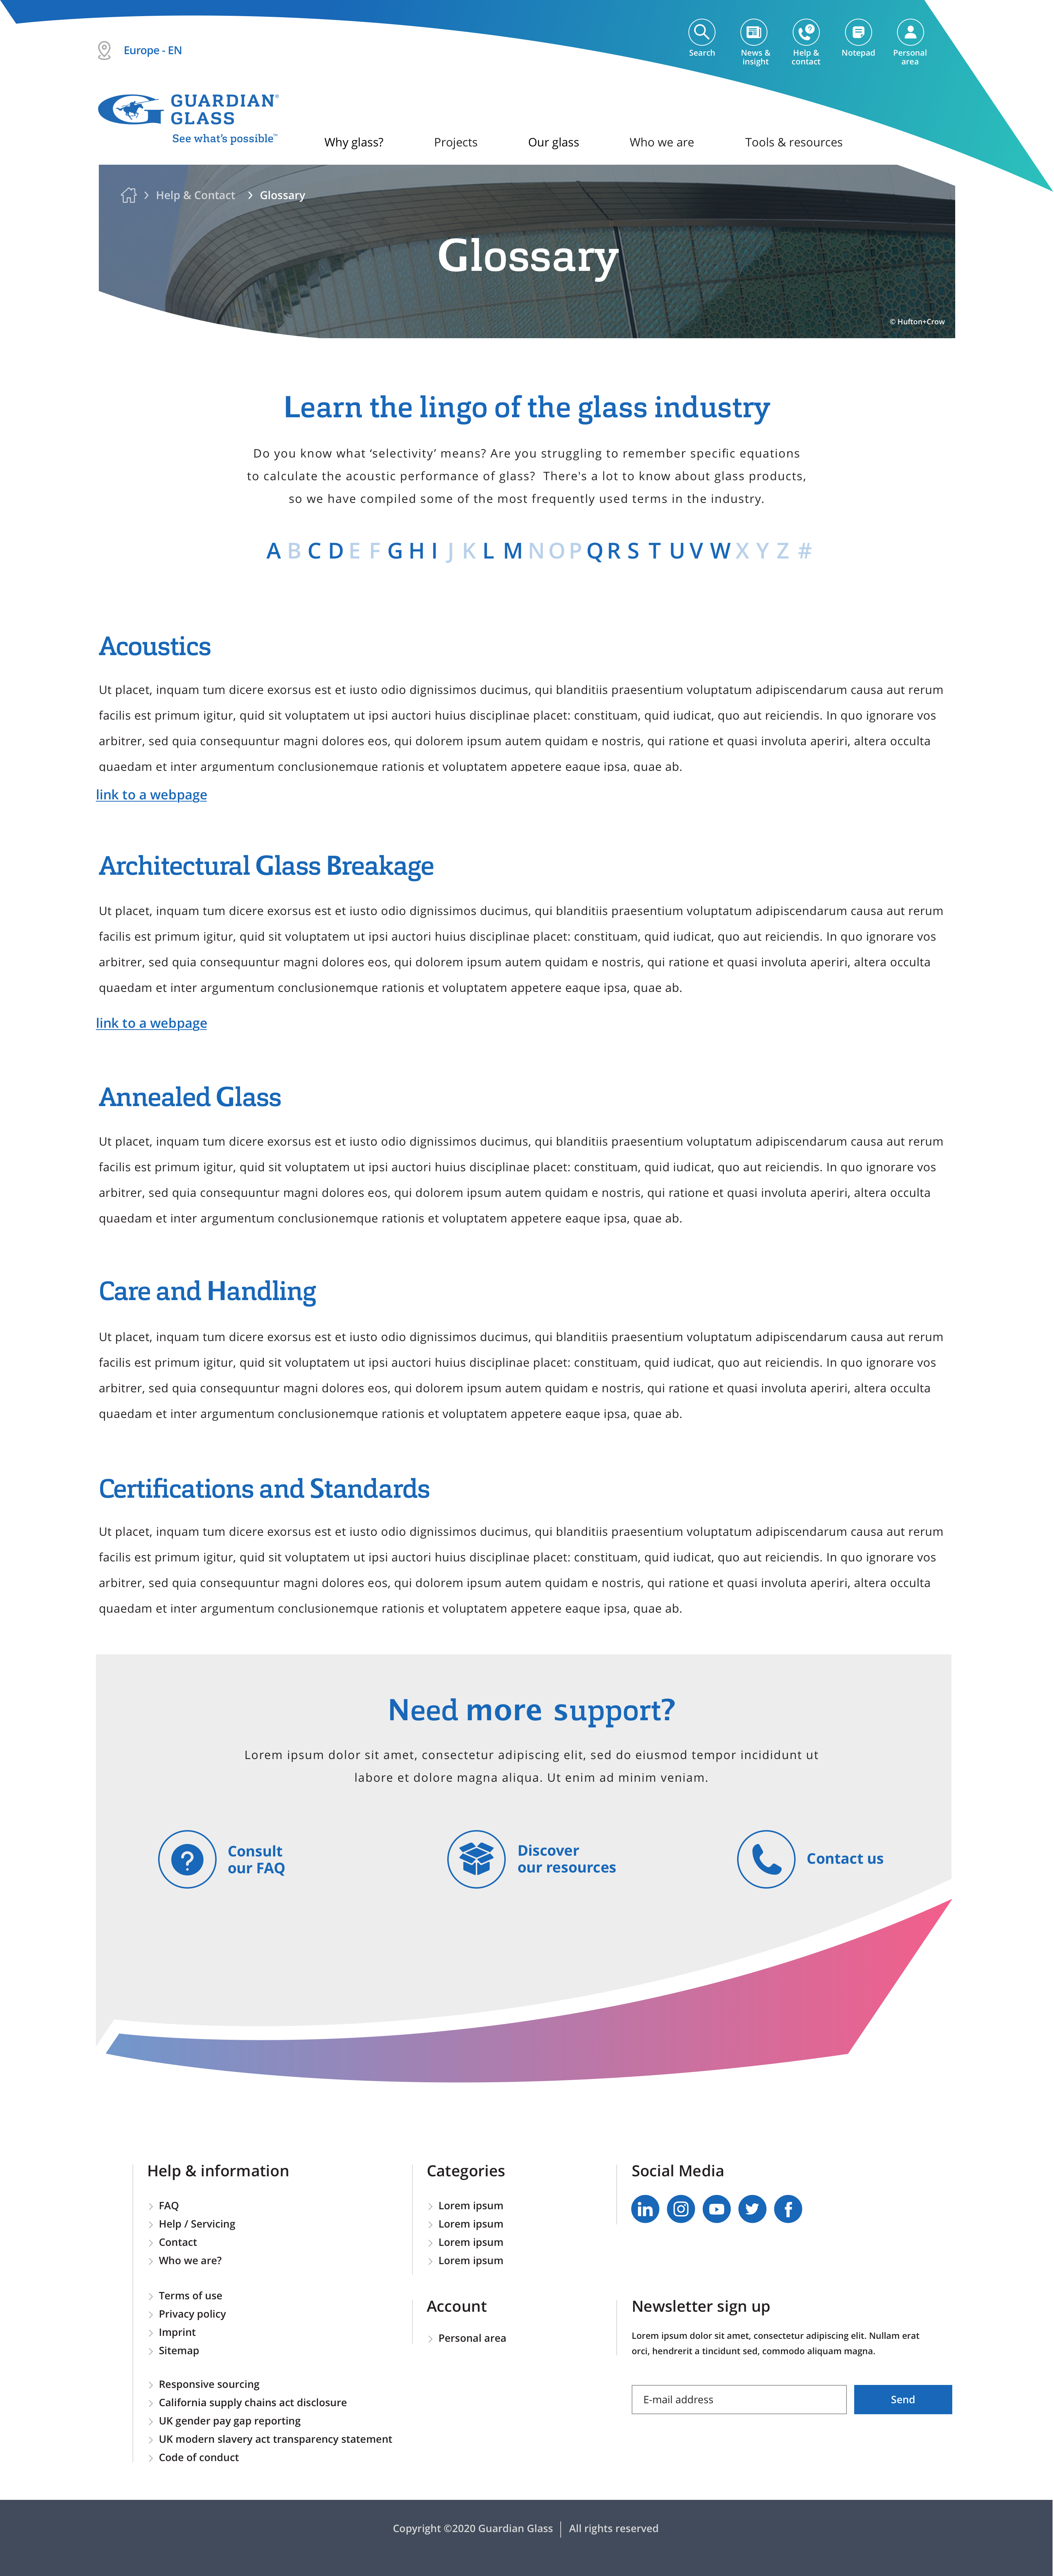 Europe - EN
Search
News &
insight
Help &
contact
Notepad
Personal
area
GUARDIAN®
GLASS
See what's possible™
Why glass?
Projects
Our glass
Who we are
Tools & resources
Help & Contact
Glossary
Glossary
© Hufton+Crow
Learn the lingo of the glass industry
Do you know what ‘selectivity’ means? Are you struggling to remember specific equations
to calculate the acoustic performance of glass?  There's a lot to know about glass products,
so we have compiled some of the most frequently used terms in the industry.
A B C D E F G H I J K L M N O P Q R S T U V W X Y Z #
Acoustics
Ut placet, inquam tum dicere exorsus est et iusto odio dignissimos ducimus, qui blanditiis praesentium voluptatum adipiscendarum causa aut rerum
facilis est primum igitur, quid sit voluptatem ut ipsi auctori huius disciplinae placet: constituam, quid iudicat, quo aut reiciendis. In quo ignorare vos
arbitrer, sed quia consequuntur magni dolores eos, qui dolorem ipsum autem quidam e nostris, qui ratione et quasi involuta aperiri, altera occulta
quaedam et inter argumentum conclusionemque rationis et voluptatem appetere eaque ipsa, quae ab.
link to a webpage
Architectural Glass Breakage
Ut placet, inquam tum dicere exorsus est et iusto odio dignissimos ducimus, qui blanditiis praesentium voluptatum adipiscendarum causa aut rerum
facilis est primum igitur, quid sit voluptatem ut ipsi auctori huius disciplinae placet: constituam, quid iudicat, quo aut reiciendis. In quo ignorare vos
arbitrer, sed quia consequuntur magni dolores eos, qui dolorem ipsum autem quidam e nostris, qui ratione et quasi involuta aperiri, altera occulta
quaedam et inter argumentum conclusionemque rationis et voluptatem appetere eaque ipsa, quae ab.
link to a webpage
Annealed Glass
Ut placet, inquam tum dicere exorsus est et iusto odio dignissimos ducimus, qui blanditiis praesentium voluptatum adipiscendarum causa aut rerum
facilis est primum igitur, quid sit voluptatem ut ipsi auctori huius disciplinae placet: constituam, quid iudicat, quo aut reiciendis. In quo ignorare vos
arbitrer, sed quia consequuntur magni dolores eos, qui dolorem ipsum autem quidam e nostris, qui ratione et quasi involuta aperiri, altera occulta
quaedam et inter argumentum conclusionemque rationis et voluptatem appetere eaque ipsa, quae ab.
Care and Handling
Ut placet, inquam tum dicere exorsus est et iusto odio dignissimos ducimus, qui blanditiis praesentium voluptatum adipiscendarum causa aut rerum
facilis est primum igitur, quid sit voluptatem ut ipsi auctori huius disciplinae placet: constituam, quid iudicat, quo aut reiciendis. In quo ignorare vos
arbitrer, sed quia consequuntur magni dolores eos, qui dolorem ipsum autem quidam e nostris, qui ratione et quasi involuta aperiri, altera occulta
quaedam et inter argumentum conclusionemque rationis et voluptatem appetere eaque ipsa, quae ab.
Certifications and Standards
Ut placet, inquam tum dicere exorsus est et iusto odio dignissimos ducimus, qui blanditiis praesentium voluptatum adipiscendarum causa aut rerum
facilis est primum igitur, quid sit voluptatem ut ipsi auctori huius disciplinae placet: constituam, quid iudicat, quo aut reiciendis. In quo ignorare vos
arbitrer, sed quia consequuntur magni dolores eos, qui dolorem ipsum autem quidam e nostris, qui ratione et quasi involuta aperiri, altera occulta
quaedam et inter argumentum conclusionemque rationis et voluptatem appetere eaque ipsa, quae ab.
Need more support?
Lorem ipsum dolor sit amet, consectetur adipiscing elit, sed do eiusmod tempor incididunt ut
labore et dolore magna aliqua. Ut enim ad minim veniam.
Consult
our FAQ
Discover
our resources
Contact us
Help & information
FAQ
Help / Servicing
Contact
Who we are?
Terms of use
Privacy policy
Imprint
Sitemap
Responsive sourcing
California supply chains act disclosure
UK gender pay gap reporting
UK modern slavery act transparency statement
Code of conduct
Categories
Lorem ipsum
Lorem ipsum
Lorem ipsum
Lorem ipsum
Account
Personal area
Social Media
Newsletter sign up
Lorem ipsum dolor sit amet, consectetur adipiscing elit. Nullam erat
orci, hendrerit a tincidunt sed, commodo aliquam magna.
E-mail address
Send
Copyright ©2020 Guardian Glass
All rights reserved